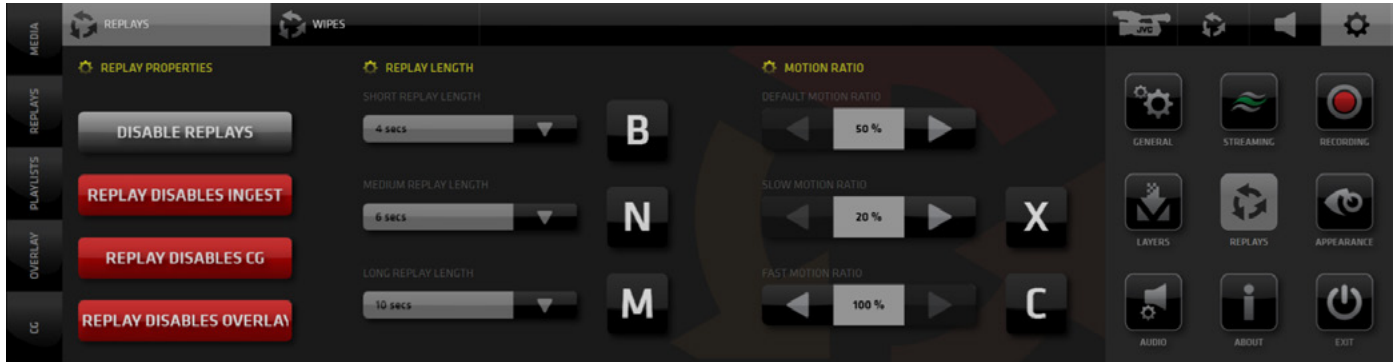 MEDIA
REPLAYS
PLAYLISTS
OVERLAY
CG
REPLAYS
WIPES
JVC
REPLAY PROPERTIES
DISABLE REPLAYS
REPLAY DISABLES INGEST
REPLAY DISABLES CG
REPLAY DISABLES OVERLAY
REPLAY LENGTH
SHORT REPLAY LENGTH
4 secs
B
MEDIUM REPLAY LENGTH
6 secs
N
LONG REPLAY LENGTH
10 secs
M
MOTION RATIO
DEFAULT MOTION RATIO
50 %
SLOW MOTION RATIO
20 %
X
FAST MOTION RATIO
100 %
C
GENERAL
STREAMING
RECORDING
LAYERS
REPLAYS
APPEARANCE
AUDIO
ABOUT
EXIT